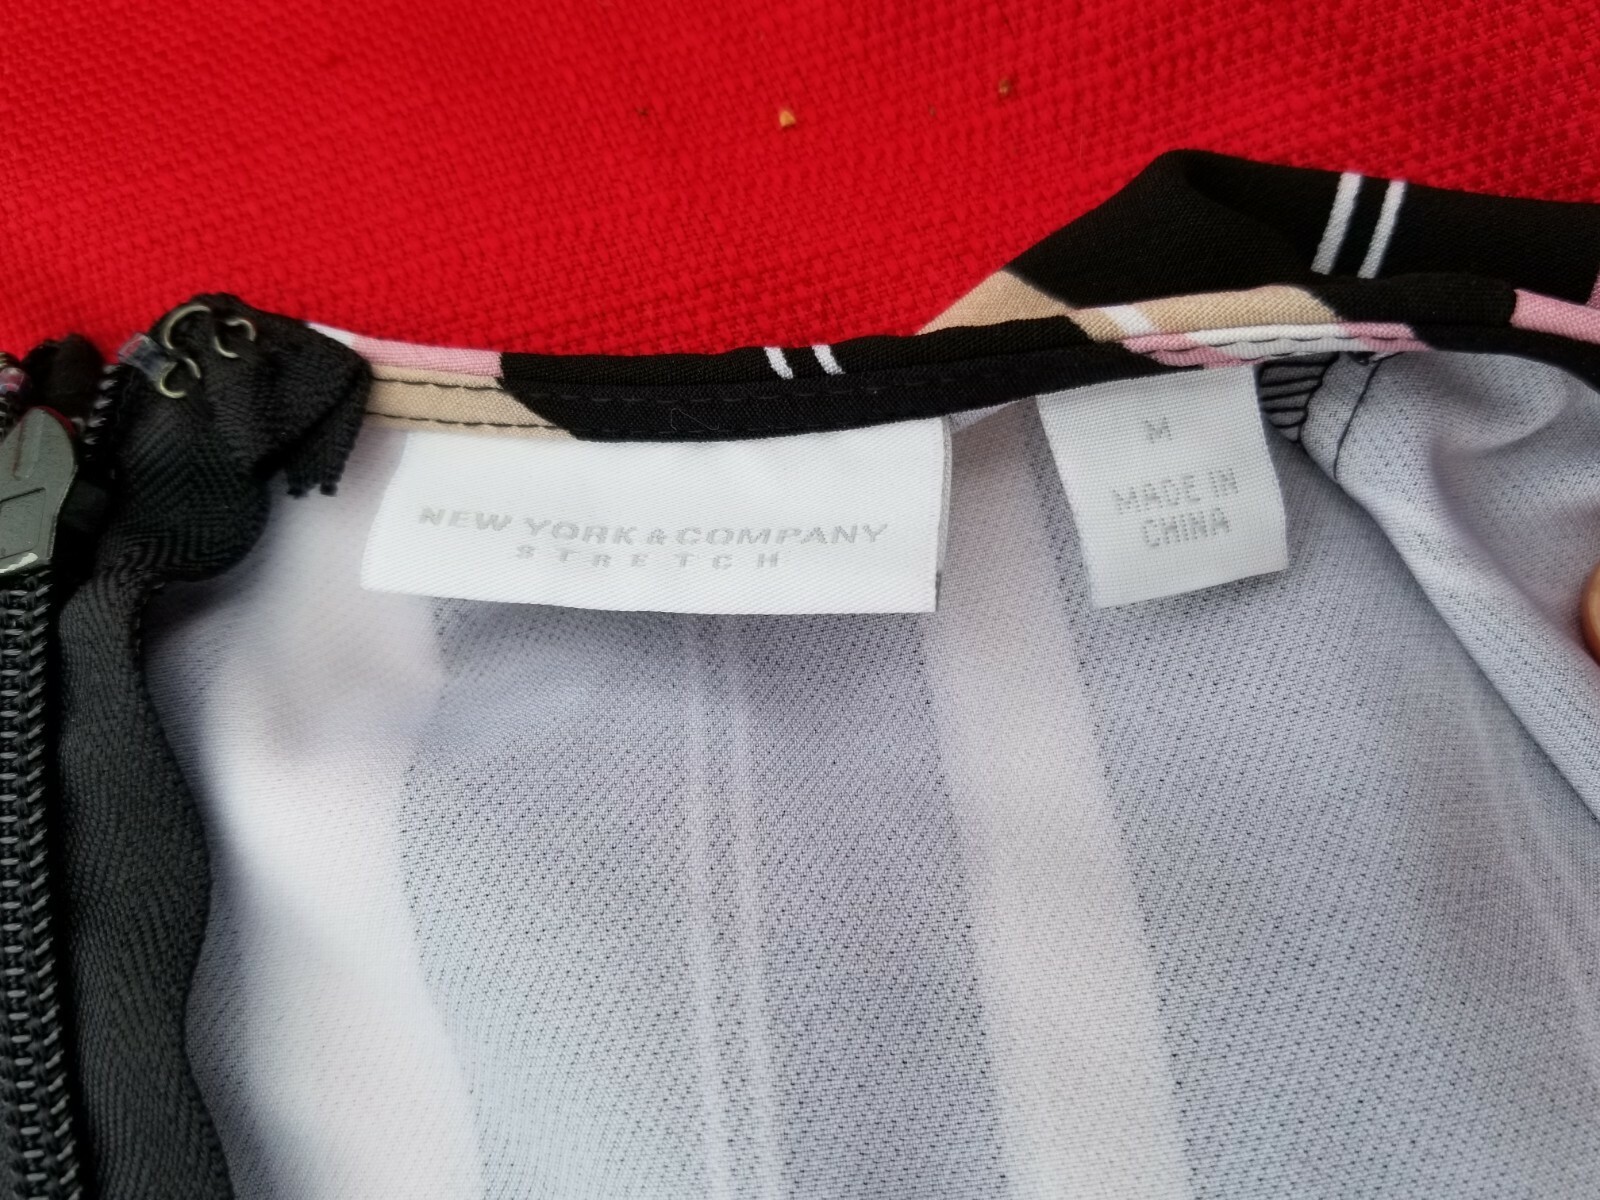 NEW YORK & COMPANY
STRETCH
M
MADE IN
CHINA